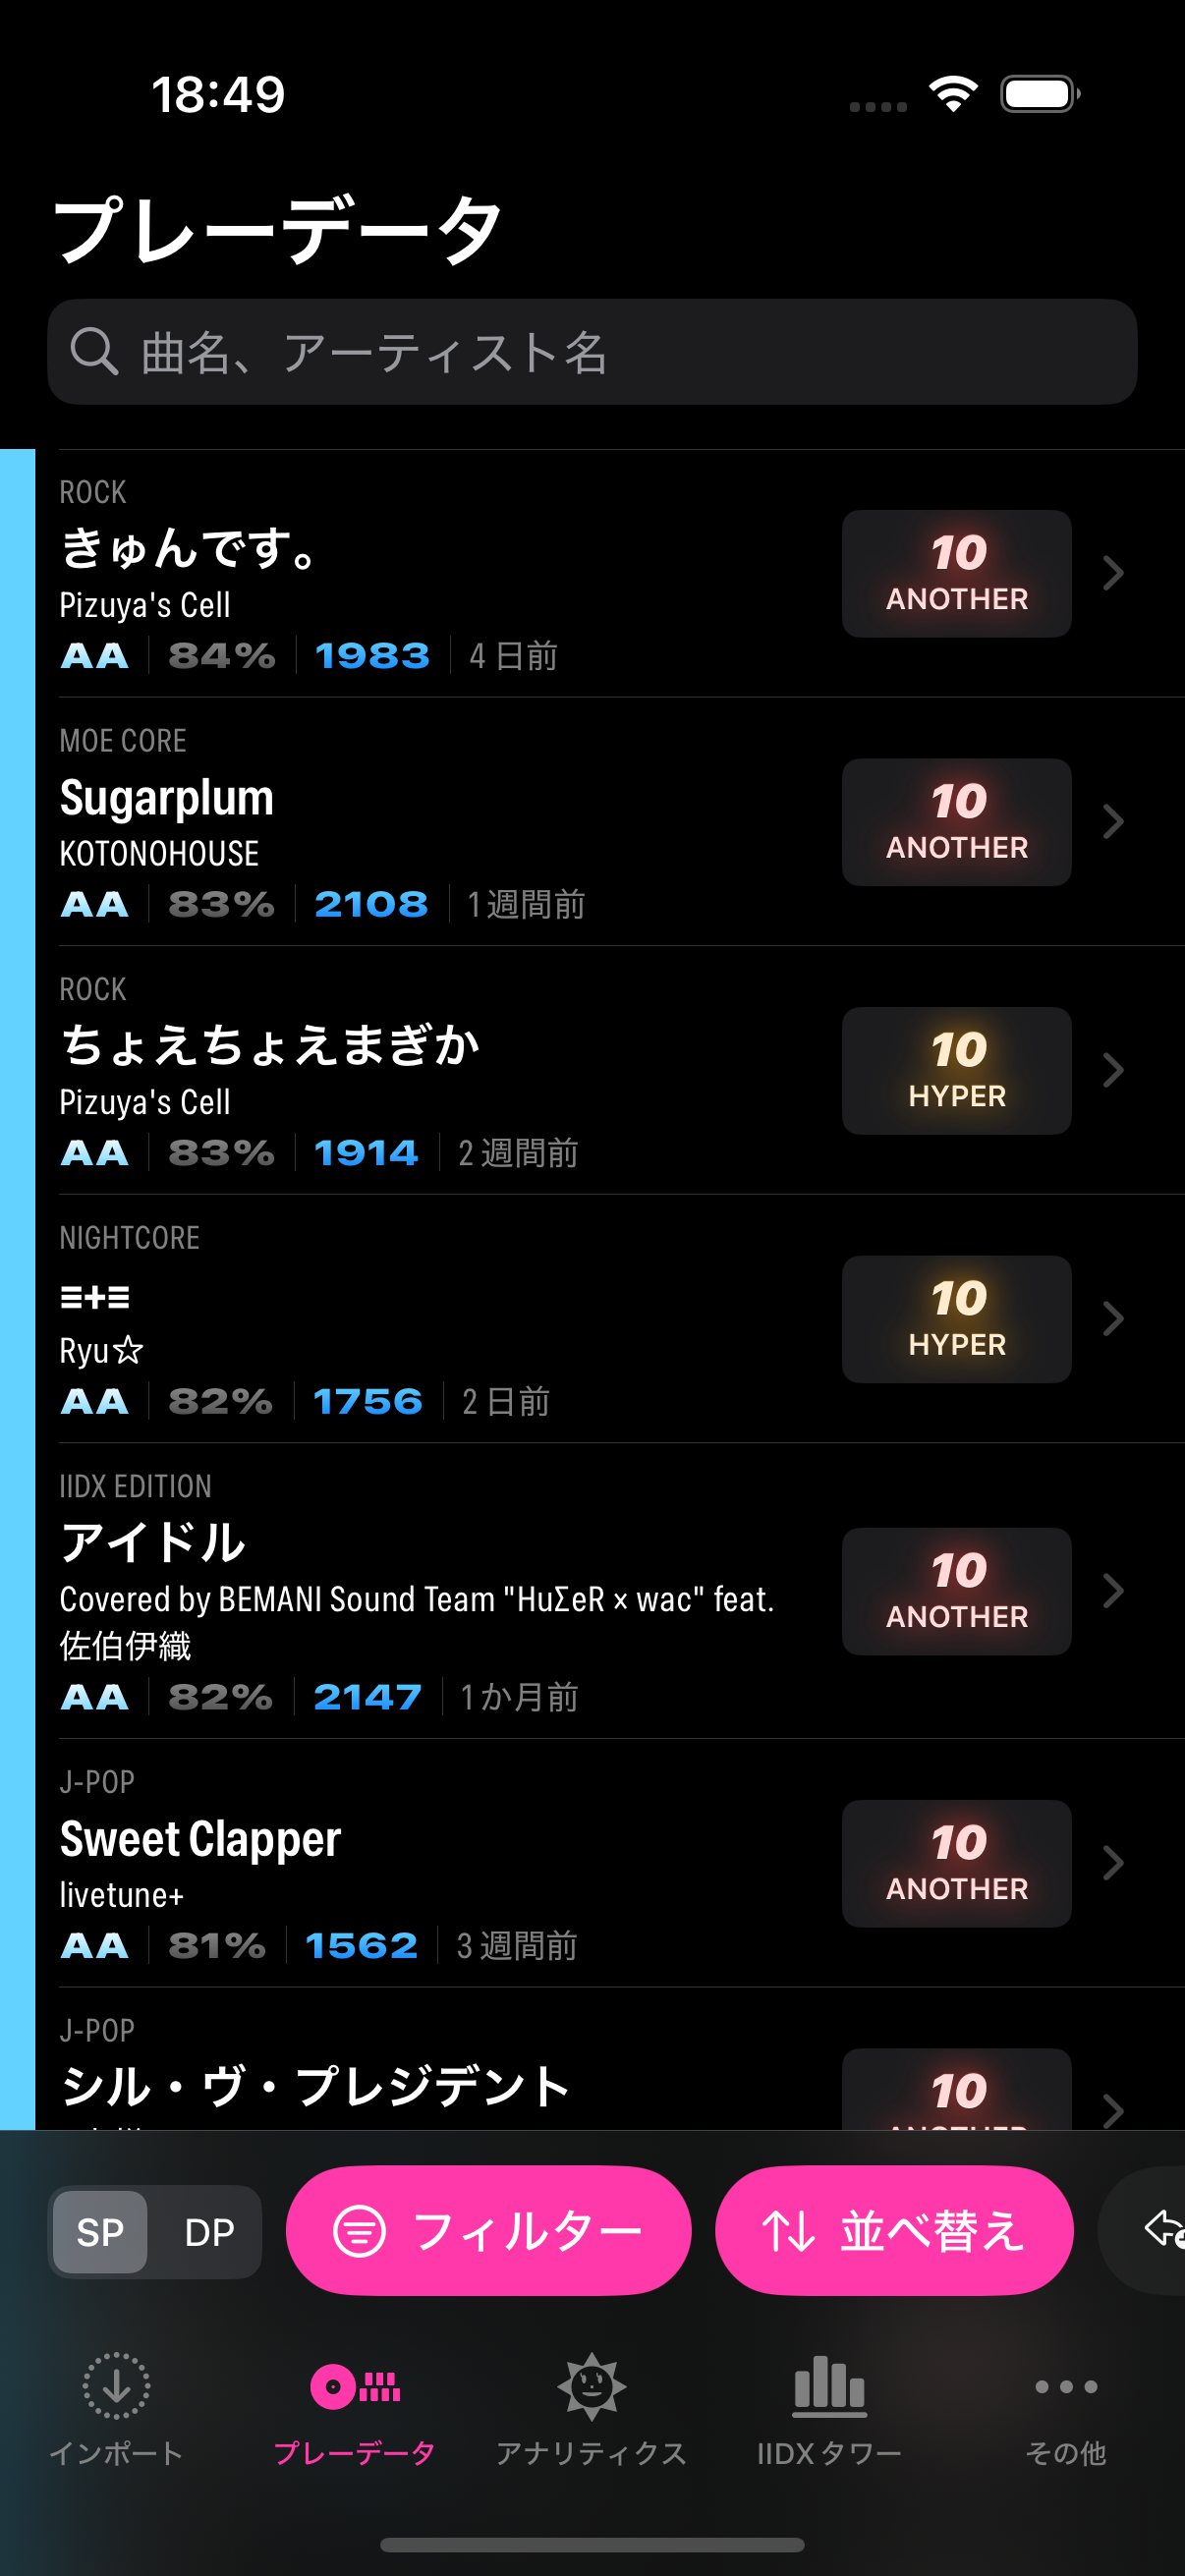 18:49
プレーデータ
曲名、アーティスト名
ROCK
きゅんです。
Pizuya's Cell
AA 84% 1983 4 日前
10
ANOTHER
MOE CORE
Sugarplum
KOTONOHOUSE
AA 83% 2108 1 週間前
10
ANOTHER
ROCK
ちょえちょえまぎか
Pizuya's Cell
AA 83% 1914 2 週間前
10
HYPER
NIGHTCORE
≡+≡
Ryu☆
AA 82% 1756 2 日前
10
HYPER
IIDX EDITION
アイドル
Covered by BEMANI Sound Team "HuΣeR × wac" feat.
佐伯伊織
AA 82% 2147 1 か月前
10
ANOTHER
J-POP
Sweet Clapper
livetune+
AA 81% 1562 3 週間前
10
ANOTHER
J-POP
シル・ヴ・プレジデント
10
SP DP フィルター 並べ替え
インポート プレーデータ アナリティクス IIDX タワー その他